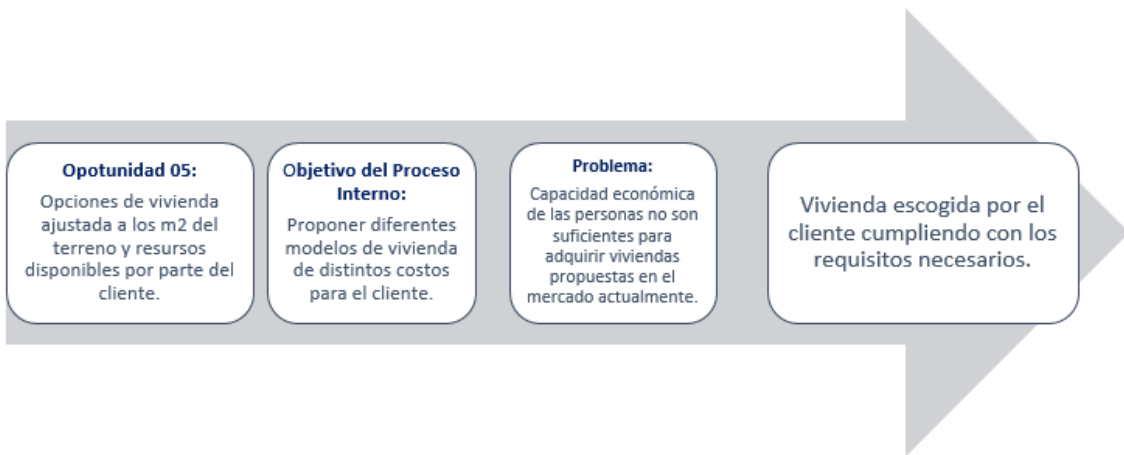 Opotunidad 05:
Opciones de vivienda
ajustada a los m2 del
terreno y resursos
disponibles por parte del
cliente.
Objetivo del Proceso
Interno:
Proponer diferentes
modelos de vivienda
de distintos costos
para el cliente.
Problema:
Capacidad económica
de las personas no son
suficientes para
adquirir viviendas
propuestas en el
mercado actualmente.
Vivienda escogida por el
cliente cumpliendo con los
requisitos necesarios.